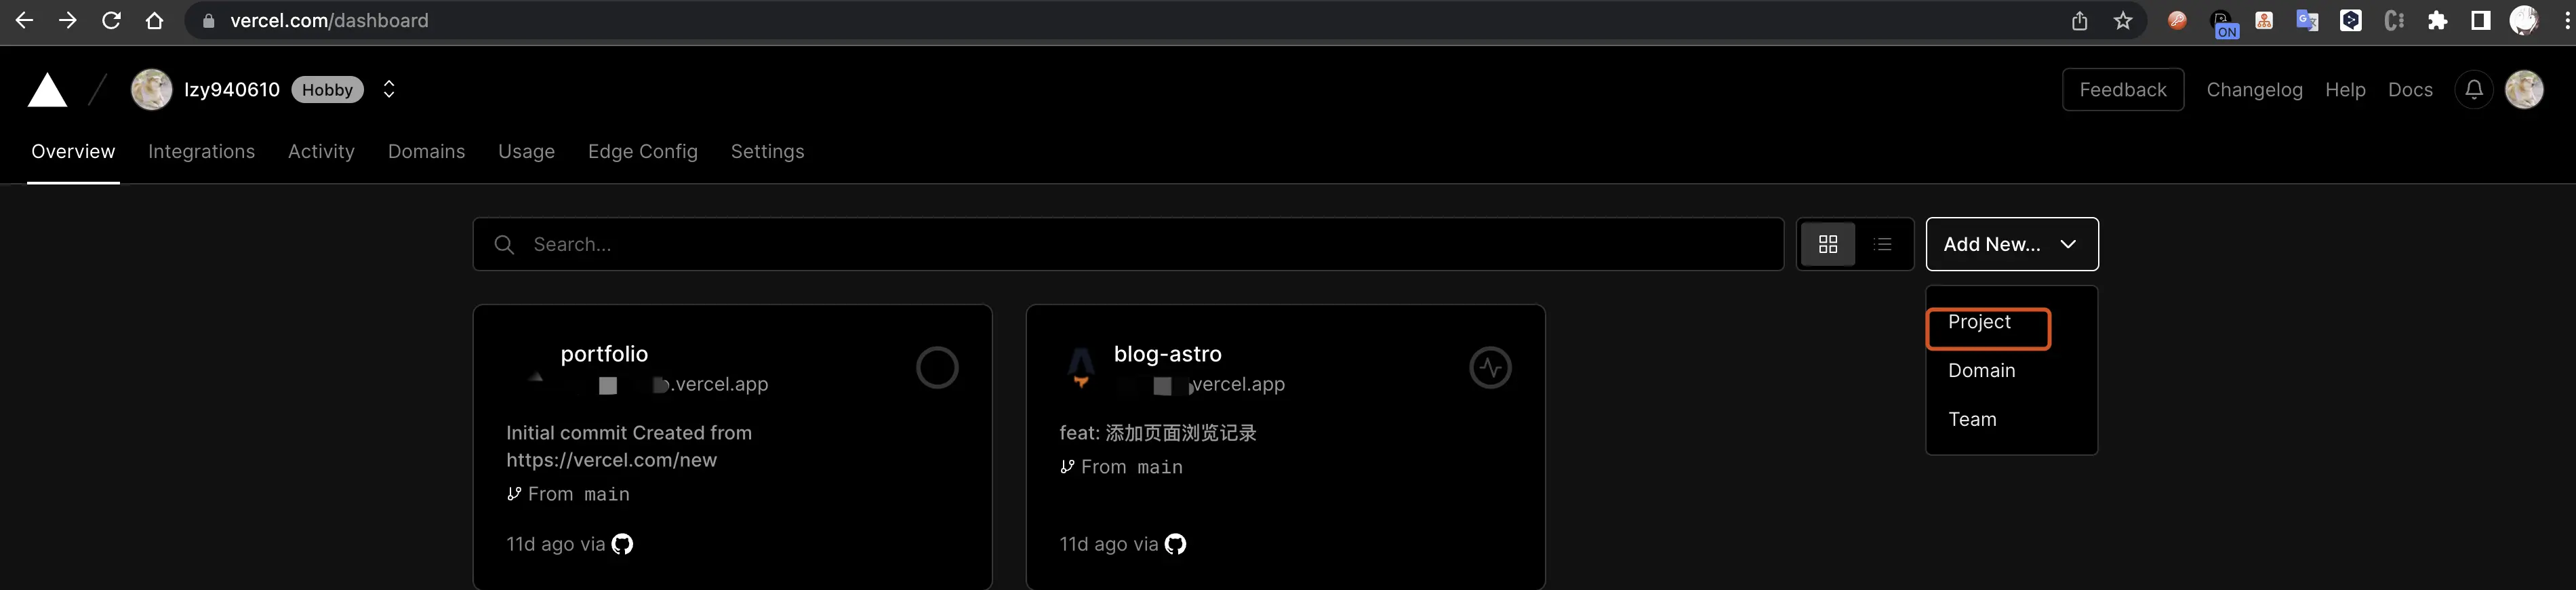 vercel.com/dashboard
ON
lzy940610 Hobby
Feedback Changelog Help Docs
Overview Integrations Activity Domains Usage Edge Config Settings
Search...
Add New...
Project
Domain
Team
portfolio
.vercel.app
Initial commit Created from
https://vercel.com/new
From main
11d ago via
blog-astro
vercel.app
feat: 添加页面浏览记录
From main
11d ago via